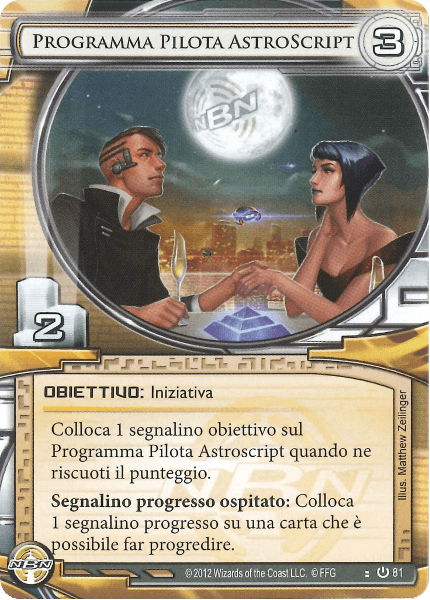 Programma Pilota AstroScript 3
NBN
2
OBIETTIVO: Iniziativa
Colloca 1 segnalino obiettivo sul
Programma Pilota Astroscript quando ne
riscuoti il punteggio.
Segnalino progresso ospitato: Colloca
1 segnalino progresso su una carta che è
possibile far progredire.
Illus. Matthew Zeilinger
NBN
NBN
© 2012 Wizards of the Coast LLC. © FFG 81